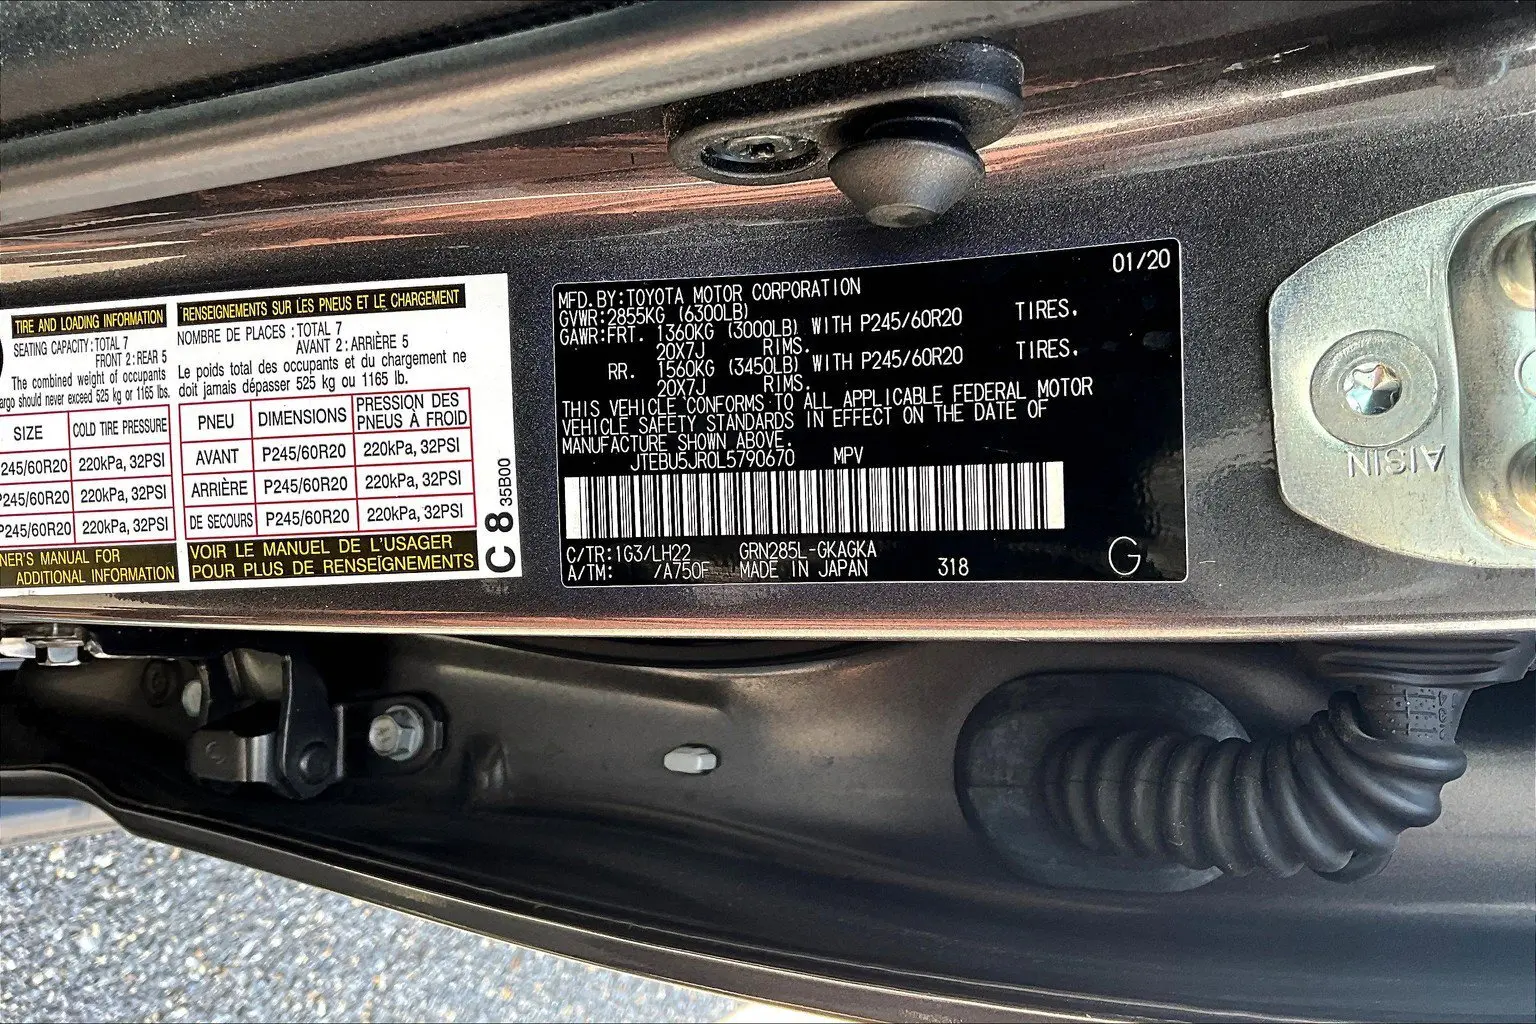 TIRE AND LOADING INFORMATION
SEATING CAPACITY: TOTAL 7
FRONT 2: REAR 5
The combined weight of occupants
should never exceed 525 kg or 1165 lbs.
SIZE COLD TIRE PRESSURE
245/60R20 220kPa, 32PSI
P245/60R20 220kPa, 32PSI
P245/60R20 220kPa, 32PSI
MANUAL FOR
ADDITIONAL INFORMATION
RENSEIGNEMENTS SUR LES PNEUS ET LE CHARGEMENT
NOMBRE DE PLACES : TOTAL 7
AVANT 2 : ARRIÈRE 5
Le poids total des occupants et du chargement ne
doit jamais dépasser 525 kg ou 1165 lb.
PNEU DIMENSIONS PRESSION DES PNEUS À FROID
AVANT P245/60R20 220kPa, 32PSI
ARRIÈRE P245/60R20 220kPa, 32PSI
DE SECOURS P245/60R20 220kPa, 32PSI
VOIR LE MANUEL DE L'USAGER
POUR PLUS DE RENSEIGNEMENTS
C 8 35B00
01/20
MFD.BY:TOYOTA MOTOR CORPORATION
GVWR:2855KG (6300LB)
GAWR:FRT. 1360KG (3000LB) WITH P245/60R20 TIRES,
20X7J RIMS.
RR. 1560KG (3450LB) WITH P245/60R20 TIRES,
20X7J RIMS.
THIS VEHICLE CONFORMS TO ALL APPLICABLE FEDERAL MOTOR
VEHICLE SAFETY STANDARDS IN EFFECT ON THE DATE OF
MANUFACTURE SHOWN ABOVE.
JTEBU5JR0L5790670 MPV
C/TR:1G3/LH22 GRN285L-GKAGKA
A/TM: /A750F MADE IN JAPAN 318 G
AISIN